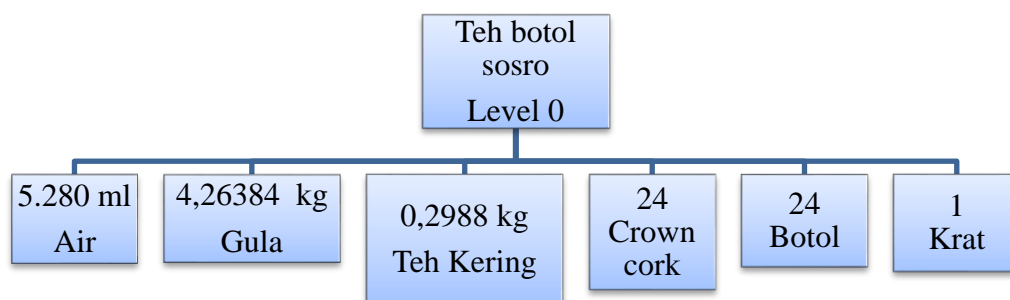 Teh botol
sosro
Level 0
5.280 ml
Air
4,26384 kg
Gula
0,2988 kg
Teh Kering
24
Crown
cork
24
Botol
1
Krat